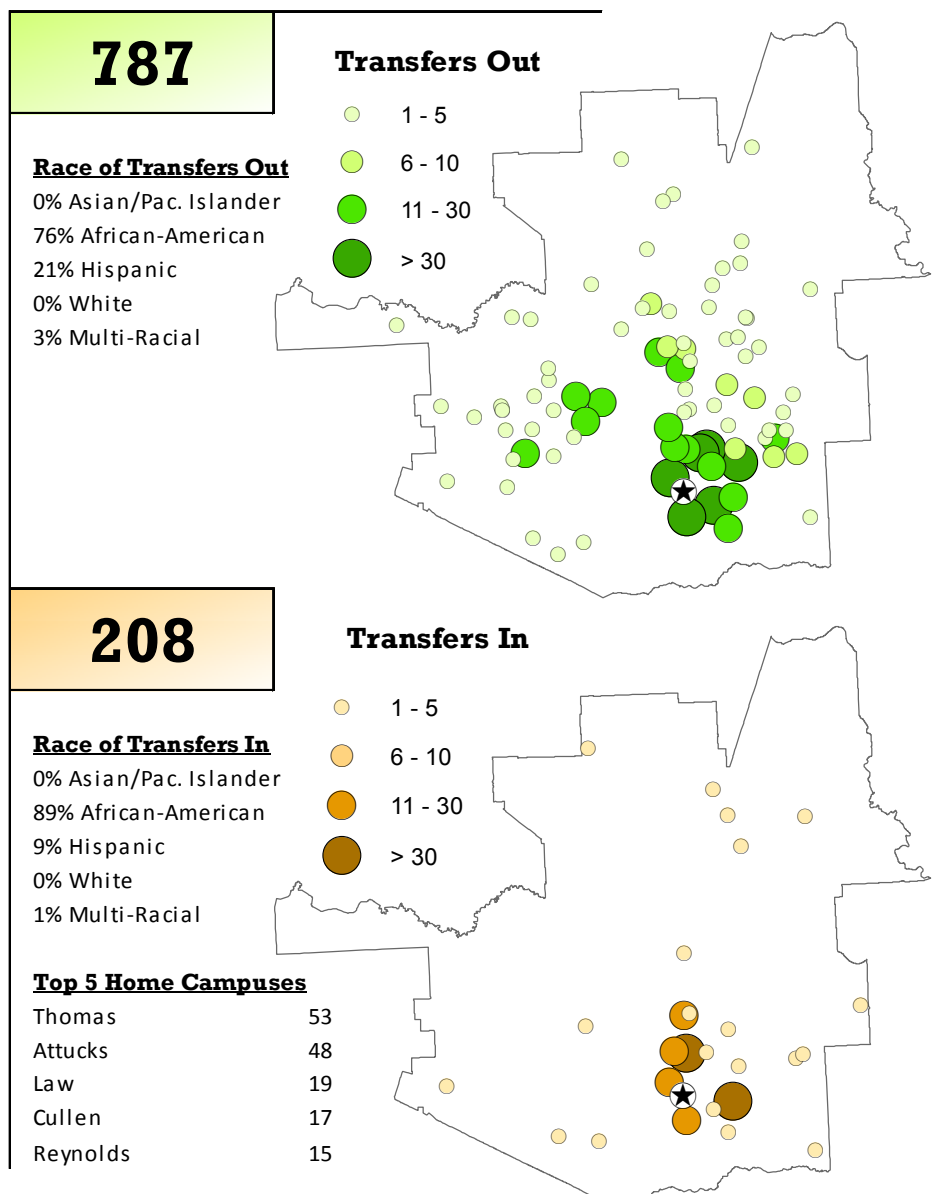 787
Transfers Out
1 - 5
6 - 10
11 - 30
> 30
Race of Transfers Out
0% Asian/Pac. Islander
76% African-American
21% Hispanic
0% White
3% Multi-Racial
208
Transfers In
1 - 5
6 - 10
11 - 30
> 30
Race of Transfers In
0% Asian/Pac. Islander
89% African-American
9% Hispanic
0% White
1% Multi-Racial
Top 5 Home Campuses
Thomas 53
Attucks 48
Law 19
Cullen 17
Reynolds 15